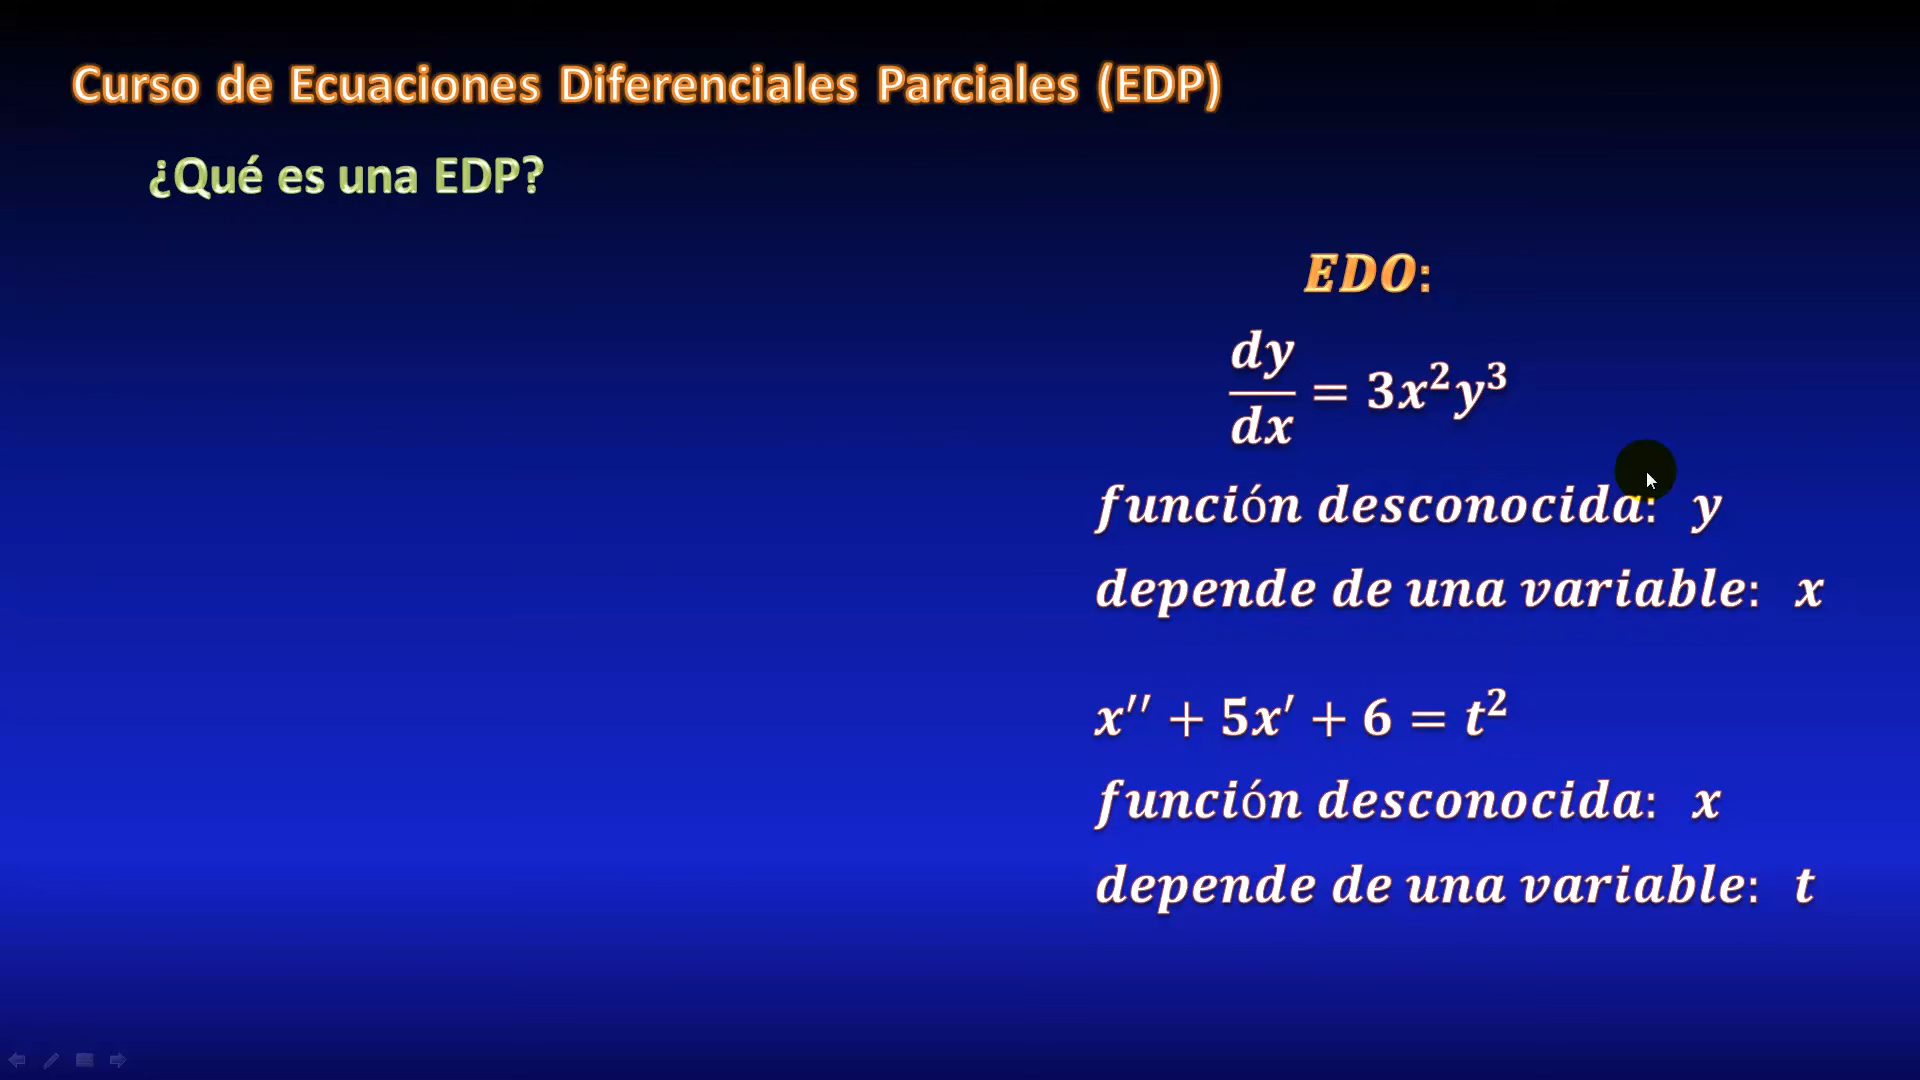 Curso de Ecuaciones Diferenciales Parciales (EDP)
¿Qué es una EDP?
EDO:
dy/dx = 3x²y³
función desconocida: y
depende de una variable: x
x′′ + 5x′ + 6 = t²
función desconocida: x
depende de una variable: t